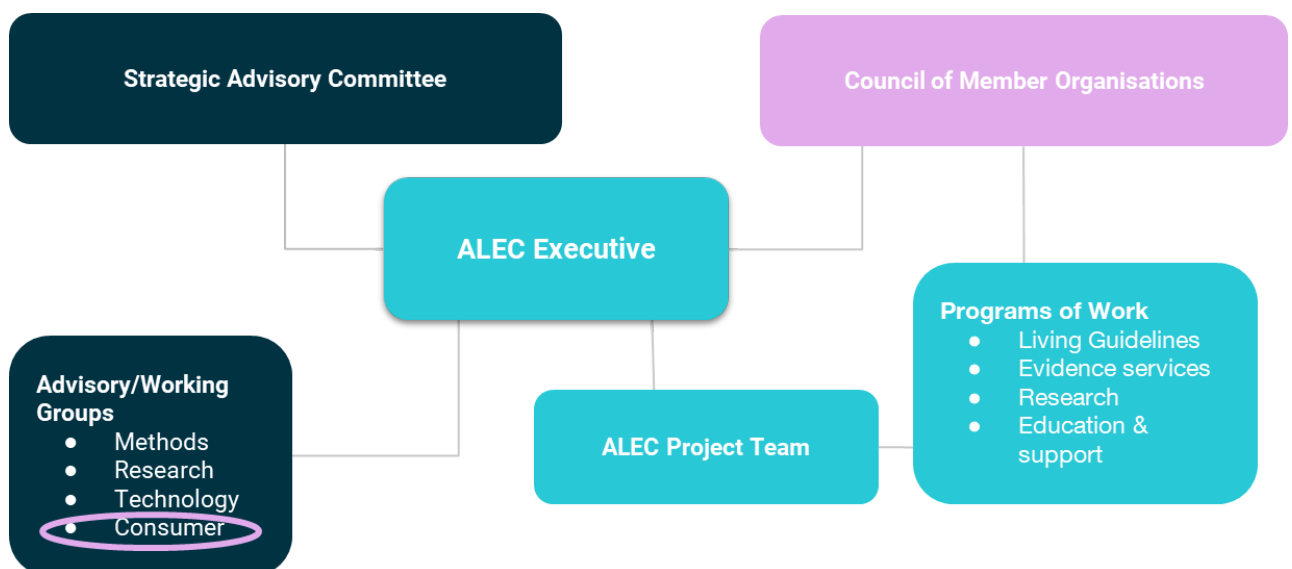 Strategic Advisory Committee
Council of Member Organisations
ALEC Executive
Programs of Work
● Living Guidelines
● Evidence services
● Research
● Education &
support
Advisory/Working
Groups
● Methods
● Research
● Technology
● Consumer
ALEC Project Team